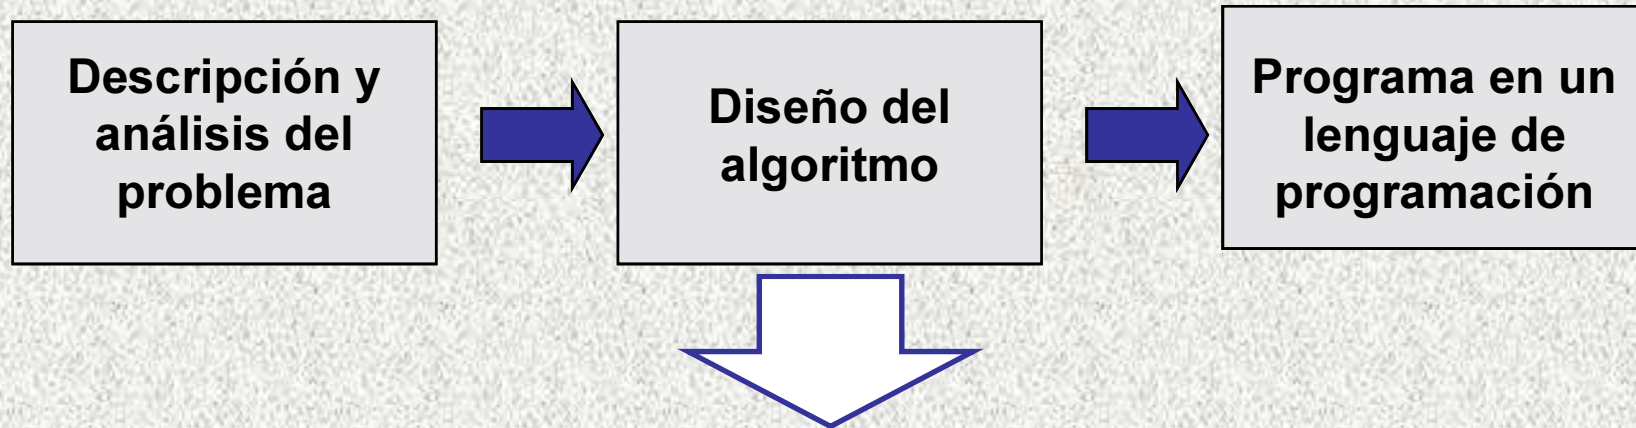 Descripción y
análisis del
problema
Diseño del
algoritmo
Programa en un
lenguaje de
programación